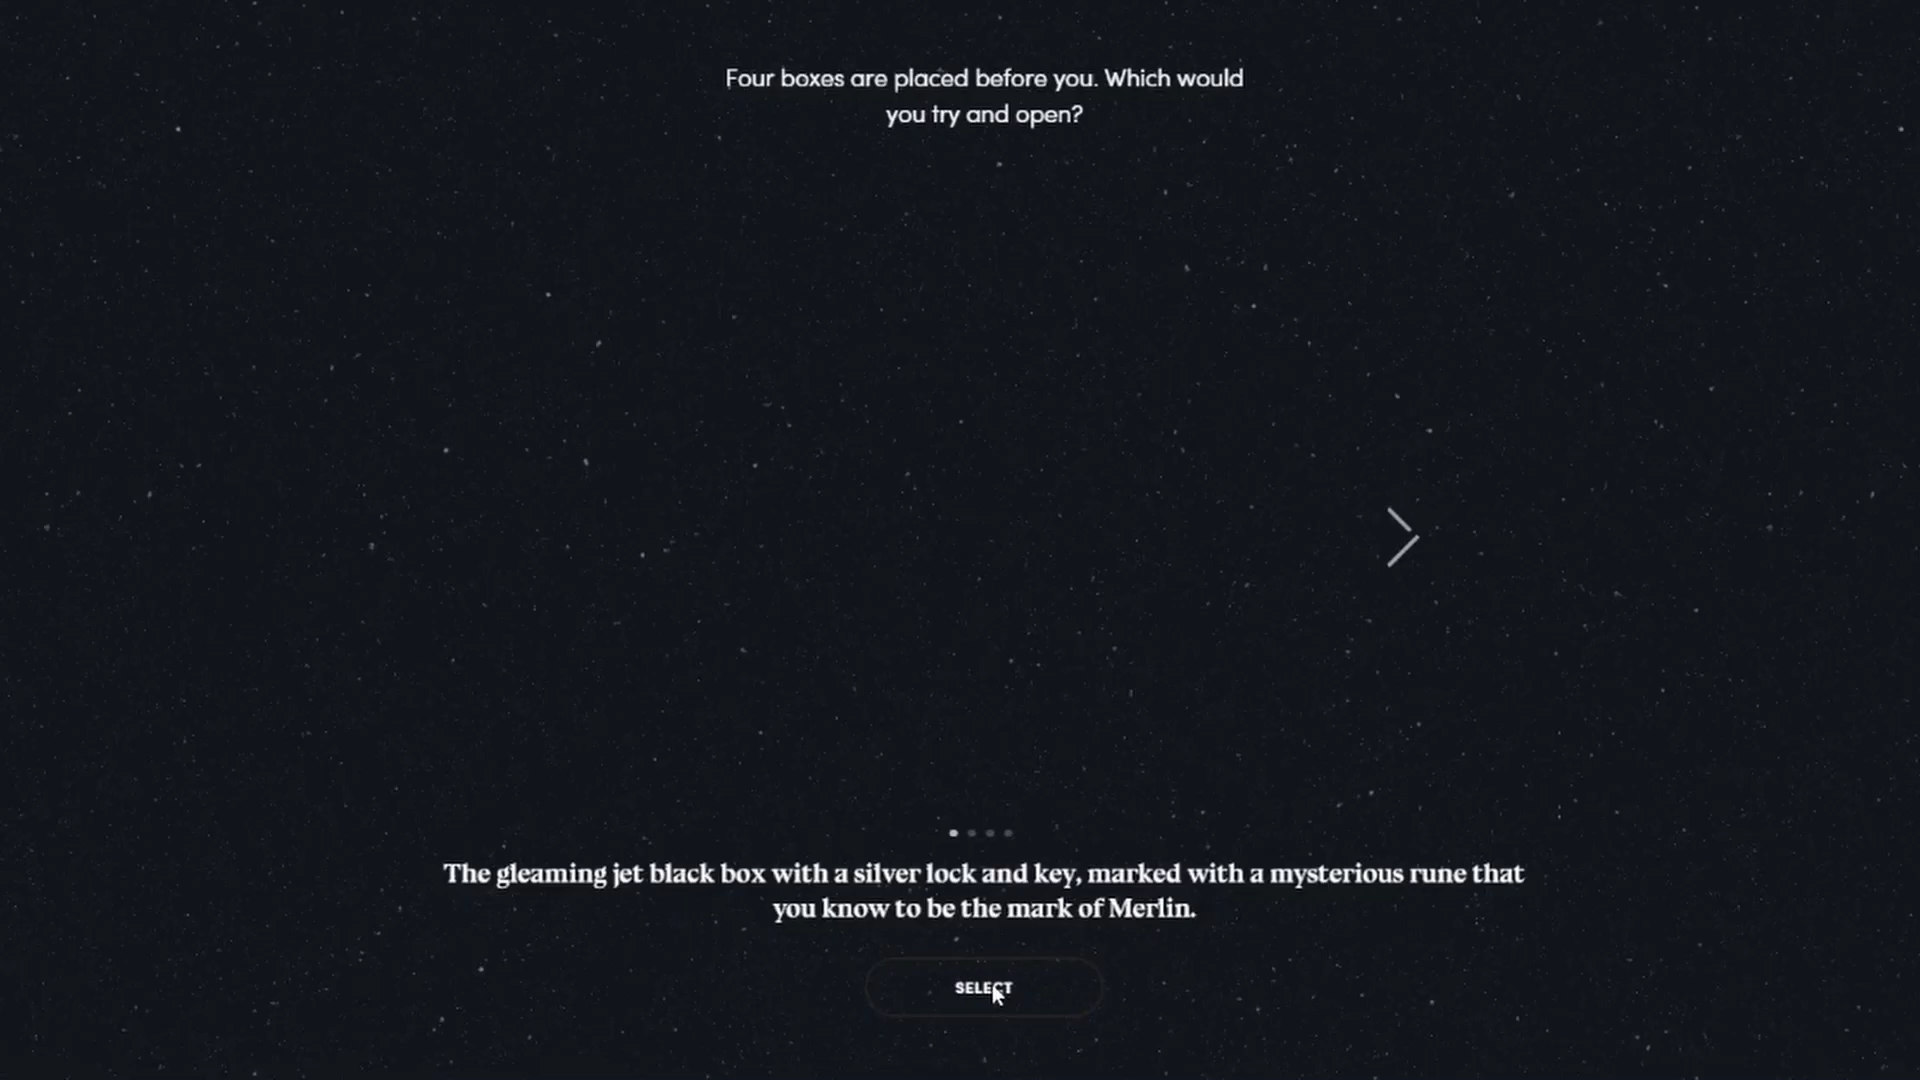 Four boxes are placed before you. Which would
you try and open?
The gleaming jet black box with a silver lock and key, marked with a mysterious rune that
you know to be the mark of Merlin.
SELECT